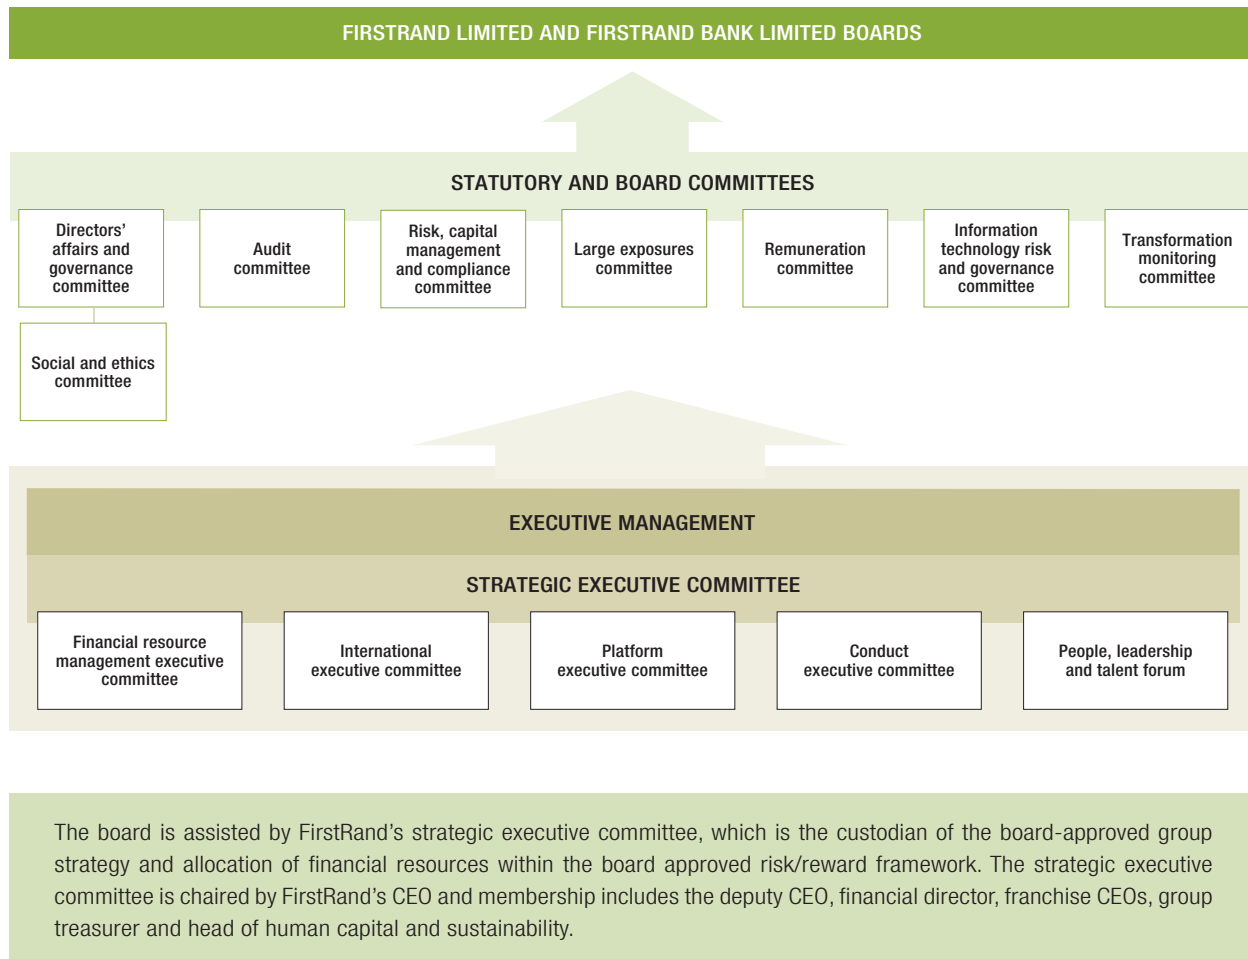 FIRSTRAND LIMITED AND FIRSTRAND BANK LIMITED BOARDS
STATUTORY AND BOARD COMMITTEES
Directors'
affairs and
governance
committee
Audit
committee
Risk, capital
management
and compliance
committee
Large exposures
committee
Remuneration
committee
Information
technology risk
and governance
committee
Transformation
monitoring
committee
Social and ethics
committee
EXECUTIVE MANAGEMENT
STRATEGIC EXECUTIVE COMMITTEE
Financial resource
management executive
committee
International
executive committee
Platform
executive committee
Conduct
executive committee
People, leadership
and talent forum
The board is assisted by FirstRand's strategic executive committee, which is the custodian of the board-approved group
strategy and allocation of financial resources within the board approved risk/reward framework. The strategic executive
committee is chaired by FirstRand's CEO and membership includes the deputy CEO, financial director, franchise CEOs, group
treasurer and head of human capital and sustainability.